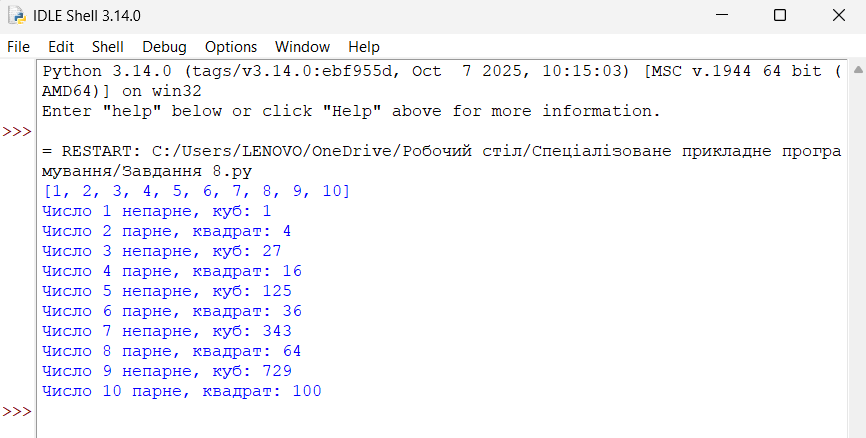 IDLE Shell 3.14.0
File Edit Shell Debug Options Window Help
Python 3.14.0 (tags/v3.14.0:ebf955d, Oct  7 2025, 10:15:03) [MSC v.1944 64 bit (
AMD64)] on win32
Enter "help" below or click "Help" above for more information.
>>>
= RESTART: C:/Users/LENOVO/OneDrive/Робочий стіл/Спеціалізоване прикладне програ
мування/Завдання 8.py
[1, 2, 3, 4, 5, 6, 7, 8, 9, 10]
Число 1 непарне, куб: 1
Число 2 парне, квадрат: 4
Число 3 непарне, куб: 27
Число 4 парне, квадрат: 16
Число 5 непарне, куб: 125
Число 6 парне, квадрат: 36
Число 7 непарне, куб: 343
Число 8 парне, квадрат: 64
Число 9 непарне, куб: 729
Число 10 парне, квадрат: 100
>>>